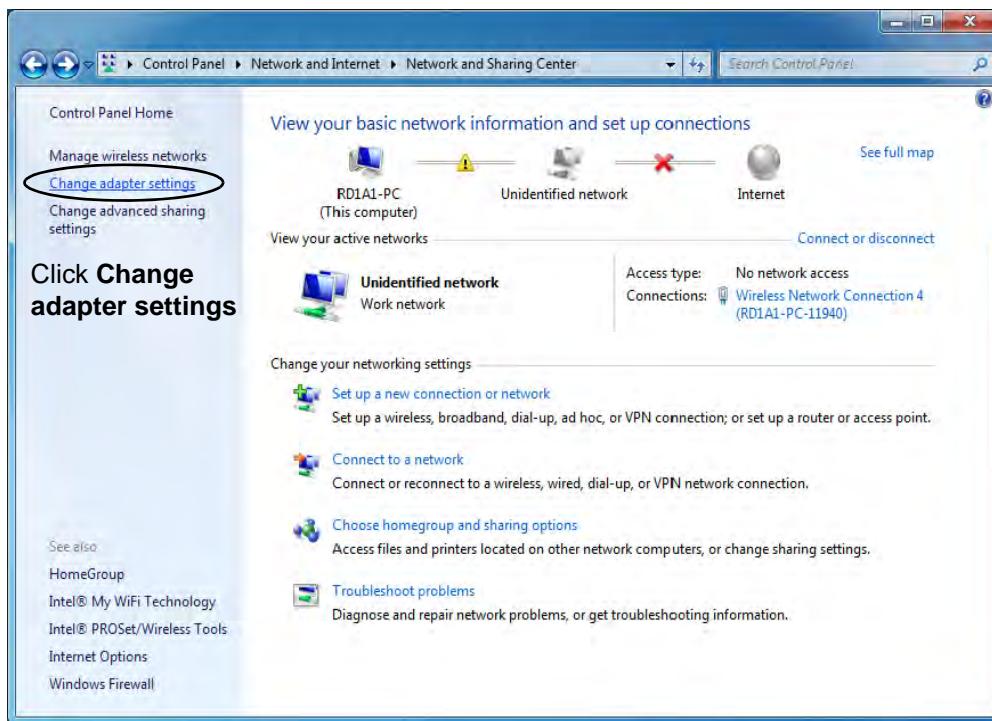 Control Panel ▸ Network and Internet ▸ Network and Sharing Center
Search Control Panel
Control Panel Home
Manage wireless networks
Change adapter settings
Change advanced sharing
settings
Click Change
adapter settings
See also
HomeGroup
Intel® My WiFi Technology
Intel® PROSet/Wireless Tools
Internet Options
Windows Firewall
View your basic network information and set up connections
See full map
RD1A1-PC
(This computer)
Unidentified network
Internet
View your active networks
Connect or disconnect
Unidentified network
Work network
Access type: No network access
Connections: Wireless Network Connection 4
(RD1A1-PC-11940)
Change your networking settings
Set up a new connection or network
Set up a wireless, broadband, dial-up, ad hoc, or VPN connection; or set up a router or access point.
Connect to a network
Connect or reconnect to a wireless, wired, dial-up, or VPN network connection.
Choose homegroup and sharing options
Access files and printers located on other network computers, or change sharing settings.
Troubleshoot problems
Diagnose and repair network problems, or get troubleshooting information.